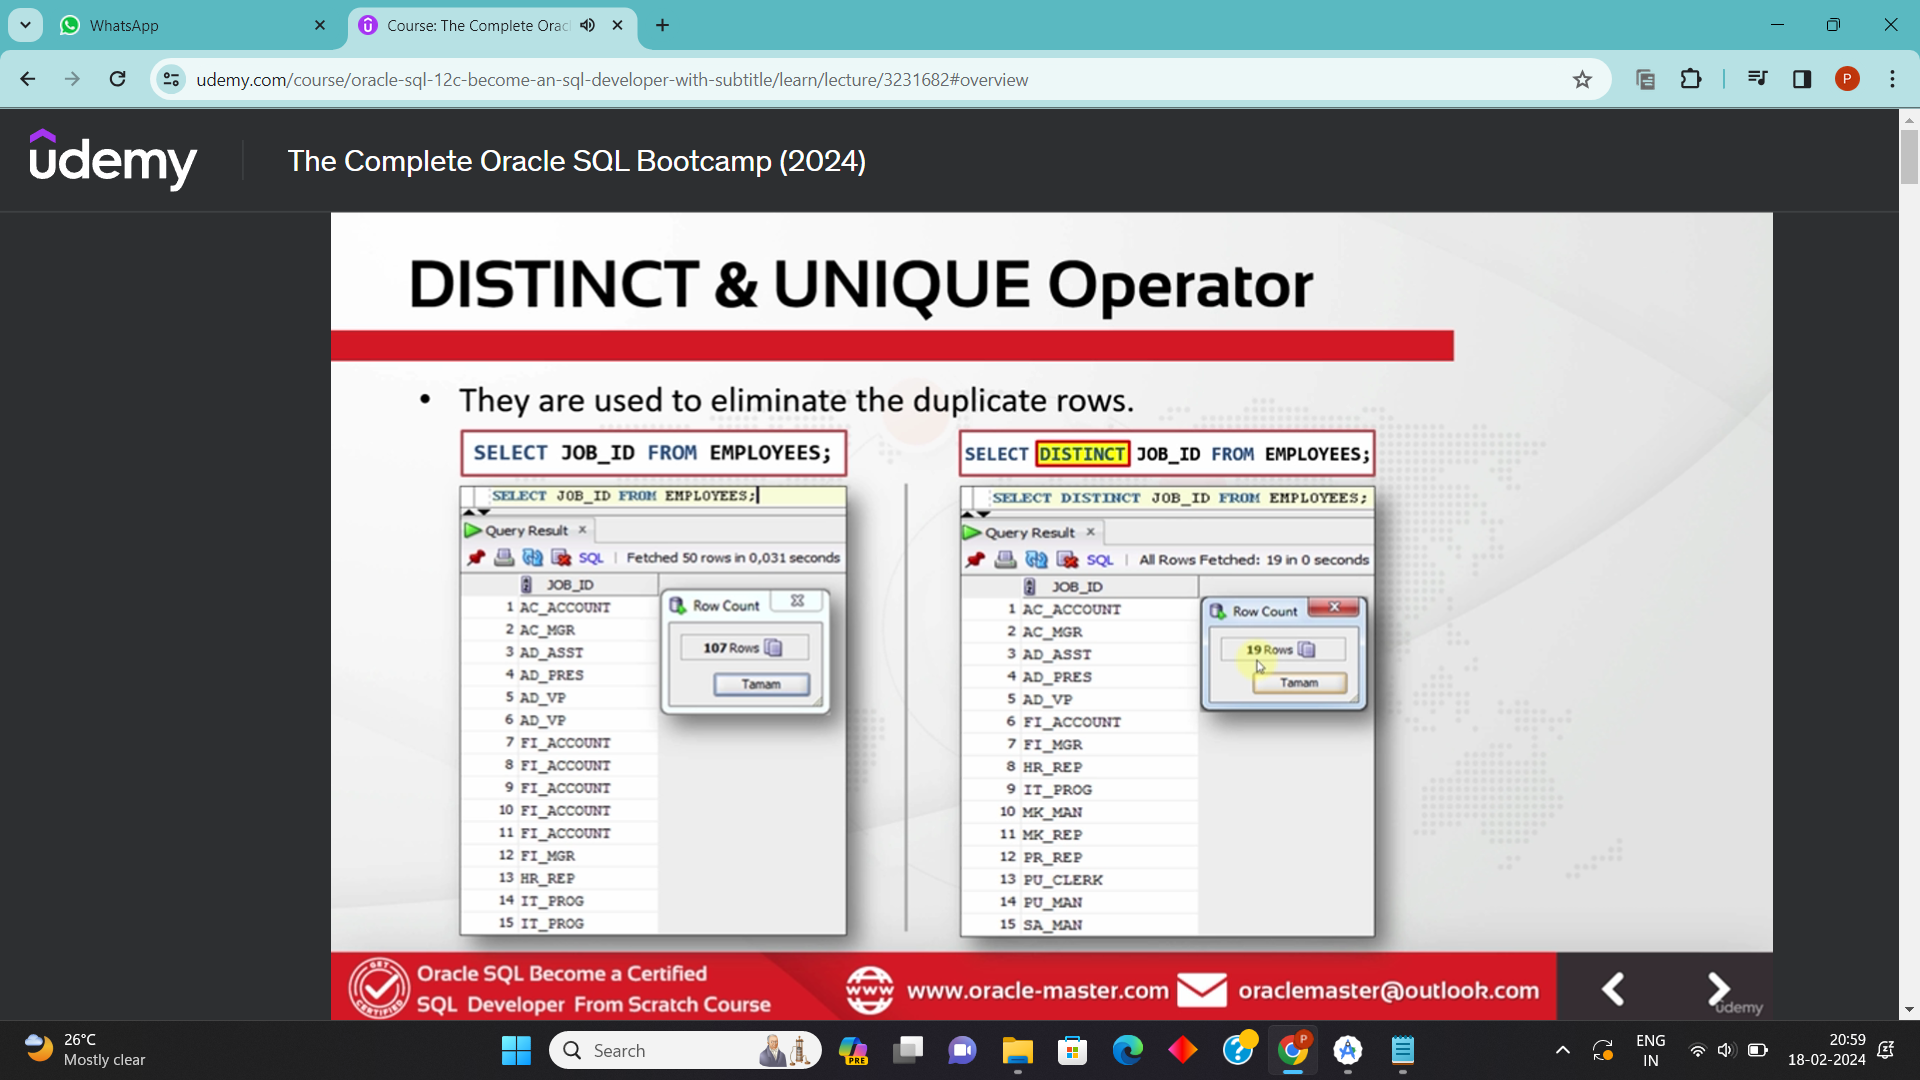 WhatsApp
Course: The Complete Orac
udemy.com/course/oracle-sql-12c-become-an-sql-developer-with-subtitle/learn/lecture/3231682#overview
P
udemy
The Complete Oracle SQL Bootcamp (2024)
DISTINCT & UNIQUE Operator
• They are used to eliminate the duplicate rows.
SELECT JOB_ID FROM EMPLOYEES;
SELECT JOB_ID FROM EMPLOYEES;
Query Result
SQL | Fetched 50 rows in 0,031 seconds
JOB_ID
1 AC_ACCOUNT
2 AC_MGR
3 AD_ASST
4 AD_PRES
5 AD_VP
6 AD_VP
7 FI_ACCOUNT
8 FI_ACCOUNT
9 FI_ACCOUNT
10 FI_ACCOUNT
11 FI_ACCOUNT
12 FI_MGR
13 HR_REP
14 IT_PROG
15 IT_PROG
Row Count
107 Rows
Tamam
SELECT DISTINCT JOB_ID FROM EMPLOYEES;
SELECT DISTINCT JOB_ID FROM EMPLOYEES;
Query Result
SQL | All Rows Fetched: 19 in 0 seconds
JOB_ID
1 AC_ACCOUNT
2 AC_MGR
3 AD_ASST
4 AD_PRES
5 AD_VP
6 FI_ACCOUNT
7 FI_MGR
8 HR_REP
9 IT_PROG
10 MK_MAN
11 MK_REP
12 PR_REP
13 PU_CLERK
14 PU_MAN
15 SA_MAN
Row Count
19 Rows
Tamam
GET CERTIFIED
Oracle SQL Become a Certified
SQL Developer From Scratch Course
www
www.oracle-master.com
oraclemaster@outlook.com
udemy
26°C
Mostly clear
Search
PRE
P
ENG
IN
20:59
18-02-2024